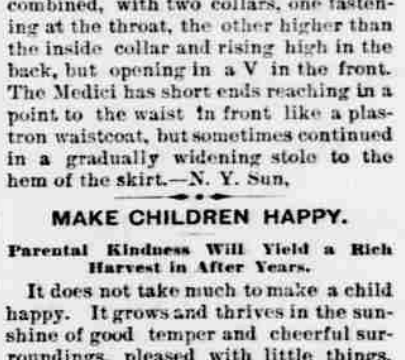 combined, with two collars, one fasten-
ing at the throat, the other higher than
the inside collar and rising high in the
back, but opening in a V in the front.
The Medici has short ends reaching in a
point to the waist in front like a plas-
tron waistcoat, but sometimes continued
in a gradually widening stole to the
hem of the skirt.—N. Y. Sun,
MAKE CHILDREN HAPPY.
Parental Kindness Will Yield a Rich
Harvest in After Years.
It does not take much to make a child
happy. It grows and thrives in the sun-
shine of good temper and cheerful sur-
roundings, pleased with little things,